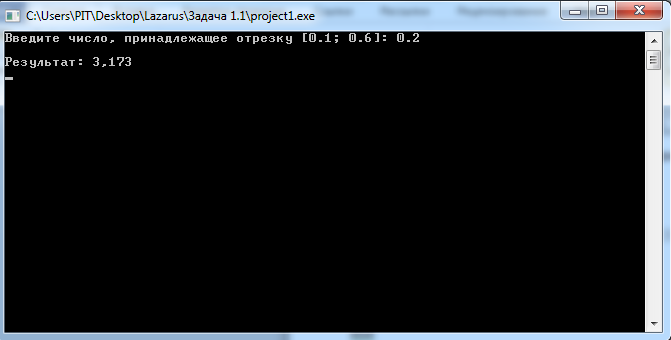 C:\Users\PIT\Desktop\Lazarus\Задача 1.1\project1.exe
Введите число, принадлежащее отрезку [0.1; 0.6]: 0.2
Результат: 3,173